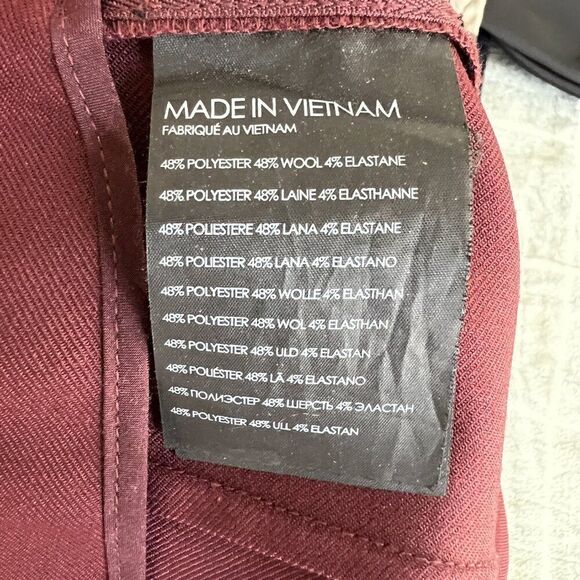 MADE IN VIETNAM
FABRIQUÉ AU VIETNAM
48% POLYESTER 48% WOOL 4% ELASTANE
48% POLYESTER 48% LAINE 4% ELASTHANNE
48% POLIESTERE 48% LANA 4% ELASTANE
48% POLIESTER 48% LANA 4% ELASTANO
48% POLYESTER 48% WOLLE 4% ELASTHAN
48% POLYESTER 48% WOL 4% ELASTHAN
48% POLYESTER 48% ULD 4% ELASTAN
48% POLIÉSTER 48% LÃ 4% ELASTANO
48% ПОЛИЭСТЕР 48% ШЕРСТЬ 4% ЭЛАСТАН
48% POLYESTER 48% ULL 4% ELASTAN